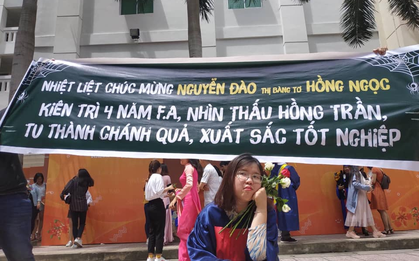 NHIỆT LIỆT CHÚC MỪNG NGUYỄN ĐÀO THỊ ĐẰNG TƠ HỒNG NGỌC
KIÊN TRÌ 4 NĂM F.A, NHÌN THẤU HỒNG TRẦN,
TU THÀNH CHÁNH QUẢ, XUẤT SẮC TỐT NGHIỆP